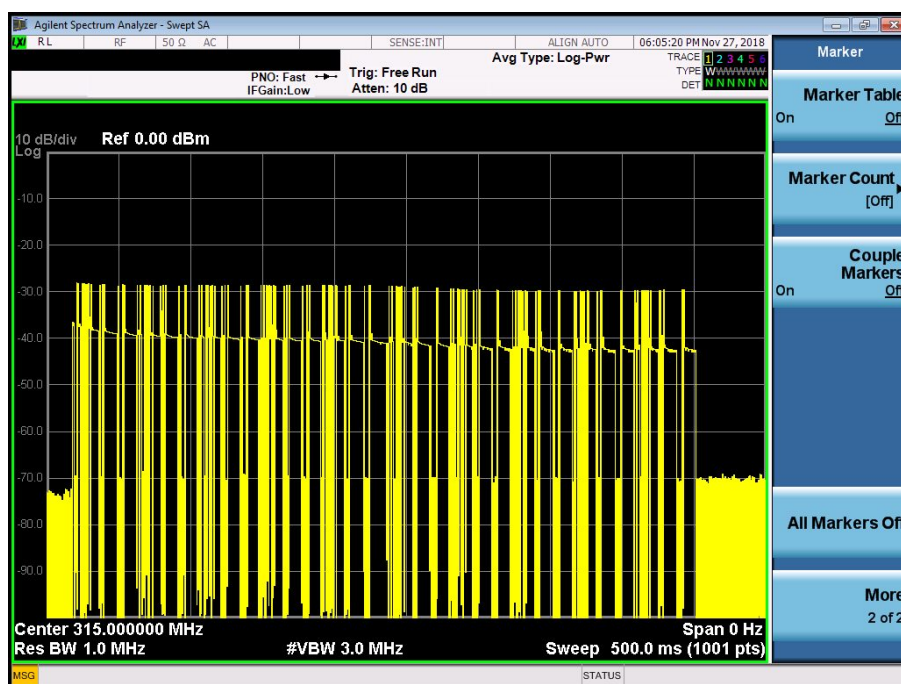 Agilent Spectrum Analyzer - Swept SA
LXI RL RF 50 Ω AC SENSE:INT ALIGN AUTO 06:05:20 PM Nov 27, 2018
Marker
Avg Type: Log-Pwr TRACE 1 2 3 4 5 6
PNO: Fast Trig: Free Run TYPE WWWWWWW
IFGain:Low Atten: 10 dB DET N N N N N N
Marker Table
On Off
10 dB/div Ref 0.00 dBm
Log
Marker Count
[Off]
-10.0
-20.0
Couple
Markers
On Off
-30.0
-40.0
-50.0
-60.0
-70.0
-80.0
All Markers Off
-90.0
More
2 of 2
Center 315.000000 MHz Span 0 Hz
Res BW 1.0 MHz #VBW 3.0 MHz Sweep 500.0 ms (1001 pts)
MSG STATUS